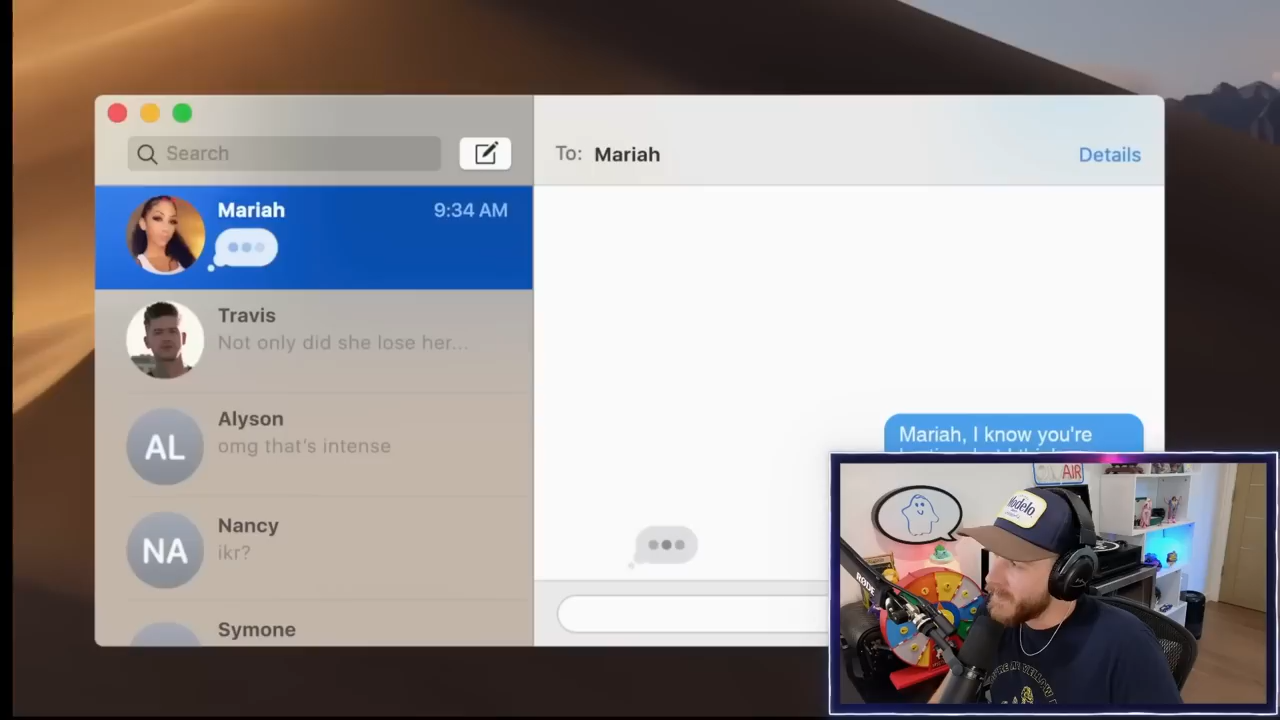 Search
To: Mariah
Details
Mariah
9:34 AM
Travis
Not only did she lose her...
AL
Alyson
omg that's intense
NA
Nancy
ikr?
Symone
Mariah, I know you're
AIR
Modelo
RØDE